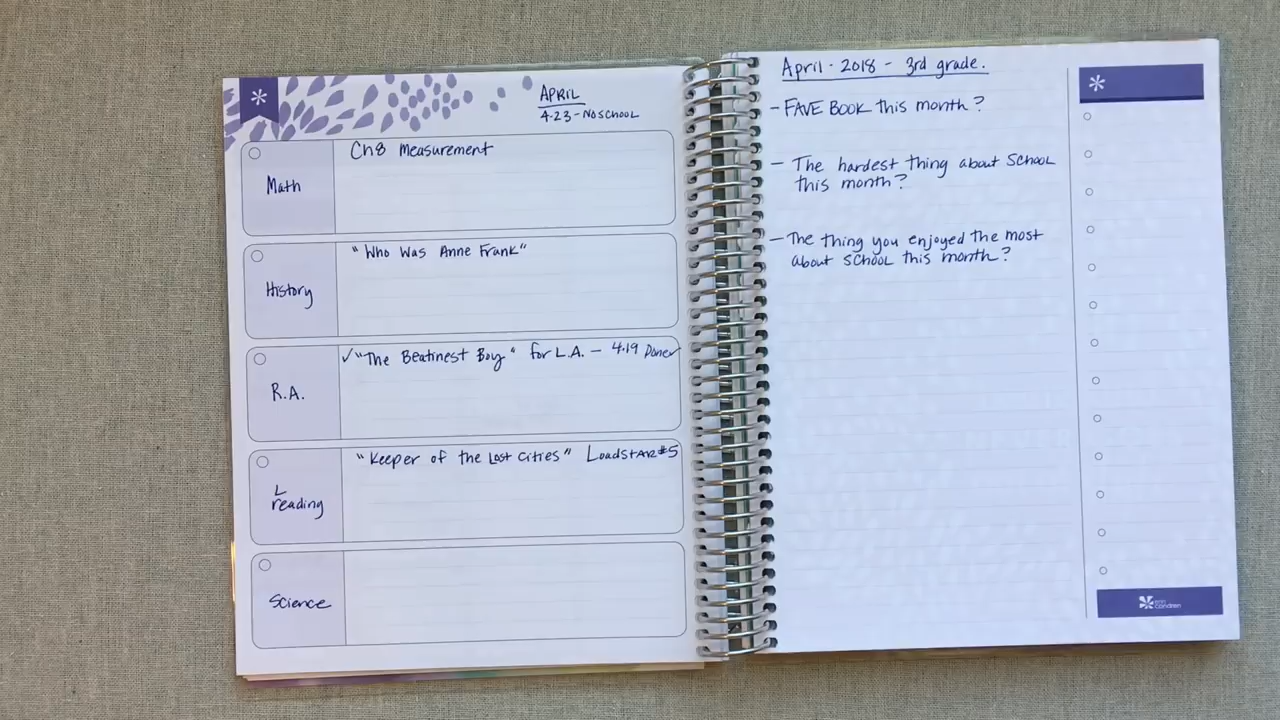 APRIL
4.23 - No SCHOOL
Math
Ch8 Measurement
History
"Who Was Anne Frank"
R.A.
✓"The Beatinest Boy" for L.A. - 4.19 Done
L reading
"Keeper of the Lost Cities" LoadSTAR #5
Science
April - 2018 - 3rd grade.
- FAVE BOOK this month?
- The hardest thing about SCHOOL
this month?
- The thing you enjoyed the most
about SCHOOL this month?
erin condren